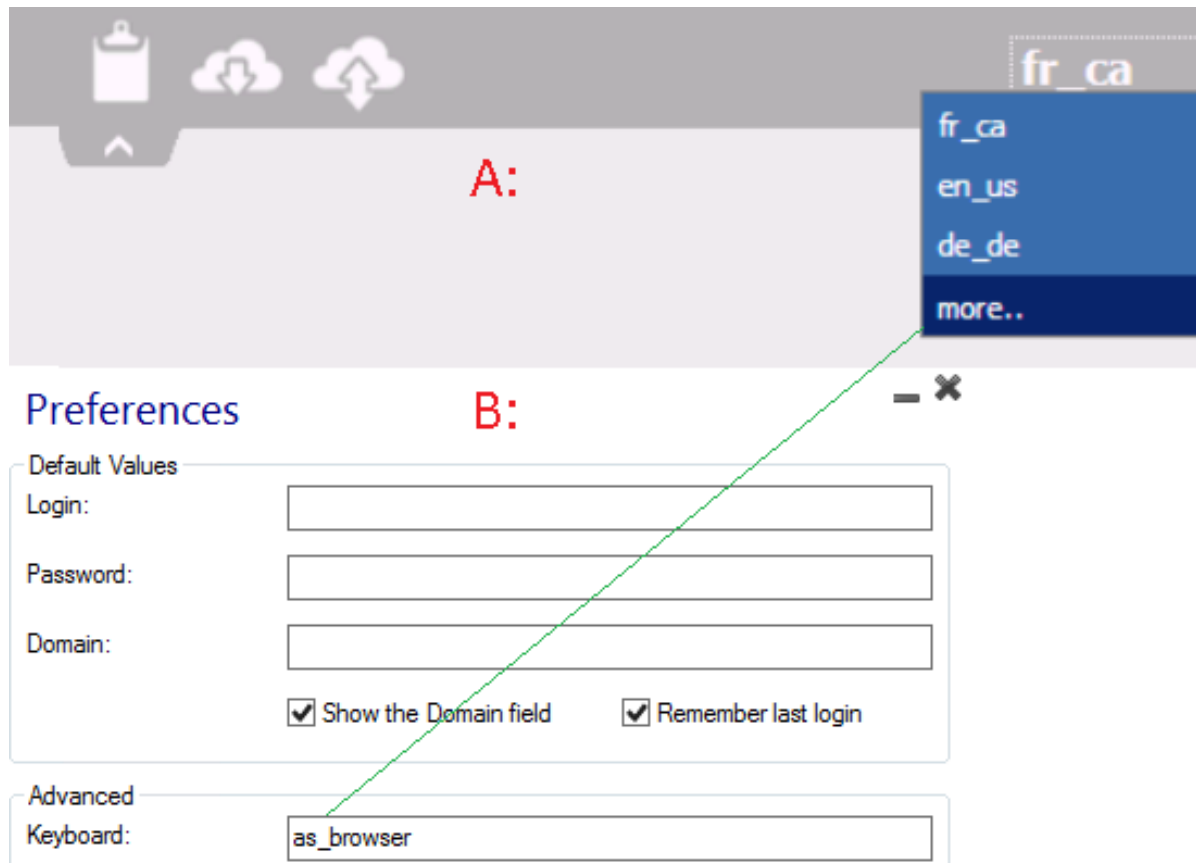 fr_ca
fr_ca
en_us
A:
de_de
more..
Preferences
B:
Default Values
Login:
Password:
Domain:
Show the Domain field Remember last login
Advanced
Keyboard: as_browser